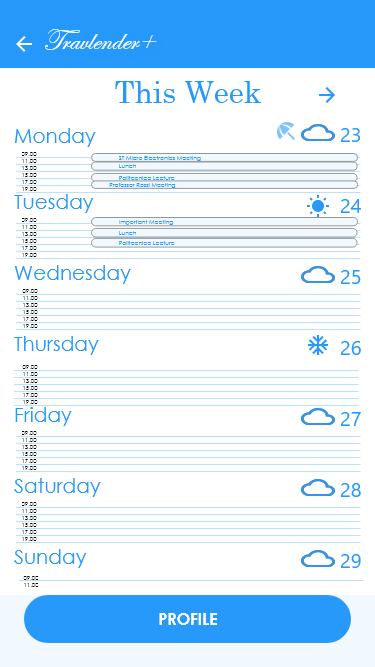 Travlender+
This Week
Monday 23
09.00
11.00 ST Micro Electronics Meeting
13.00 Lunch
15.00
17.00 Politecnico Lecture
19.00 Professor Rossi Meeting
Tuesday 24
09.00
11.00 Important Meeting
13.00 Lunch
15.00 Politecnico Lecture
17.00
19.00
Wednesday 25
09.00
11.00
13.00
15.00
17.00
19.00
Thursday 26
09.00
11.00
13.00
15.00
17.00
19.00
Friday 27
09.00
11.00
13.00
15.00
17.00
19.00
Saturday 28
09.00
11.00
13.00
15.00
17.00
19.00
Sunday 29
09.00
11.00
PROFILE